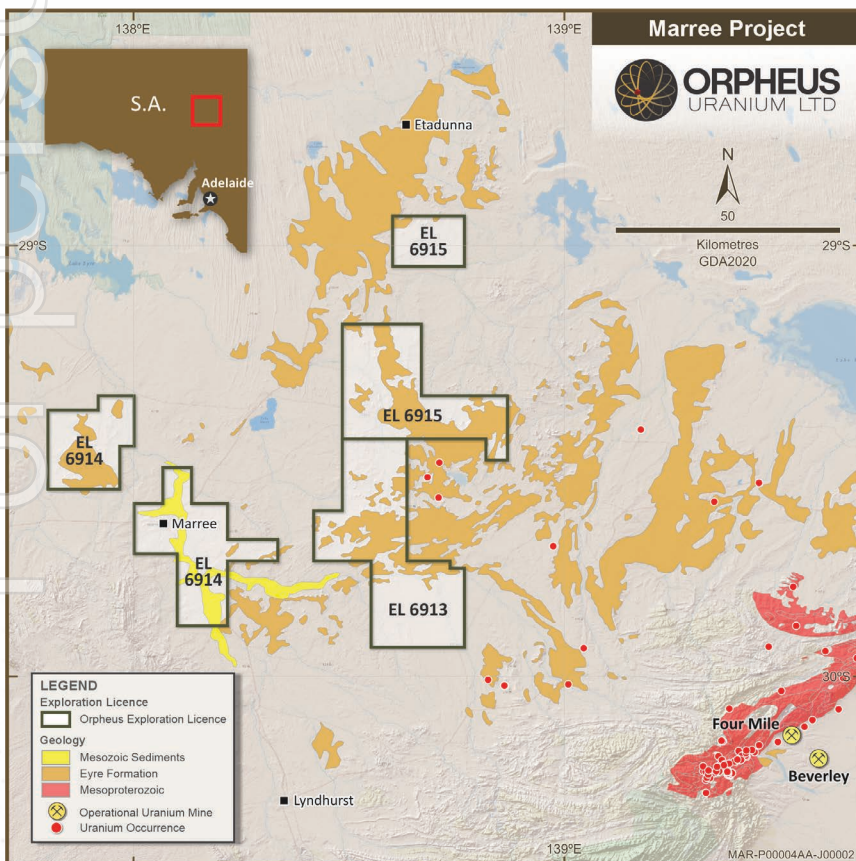 138°E
139°E
Marree Project
ORPHEUS
URANIUM LTD
S.A.
Adelaide
Etadunna
N
50
Kilometres
GDA2020
29°S
29°S
EL
6915
EL 6915
EL
6914
Marree
EL
6914
EL 6913
30°S
Four Mile
Beverley
Lyndhurst
LEGEND
Exploration Licence
Orpheus Exploration Licence
Geology
Mesozoic Sediments
Eyre Formation
Mesoproterozoic
Operational Uranium Mine
Uranium Occurrence
139°E
MAR-P00004AA-J00002